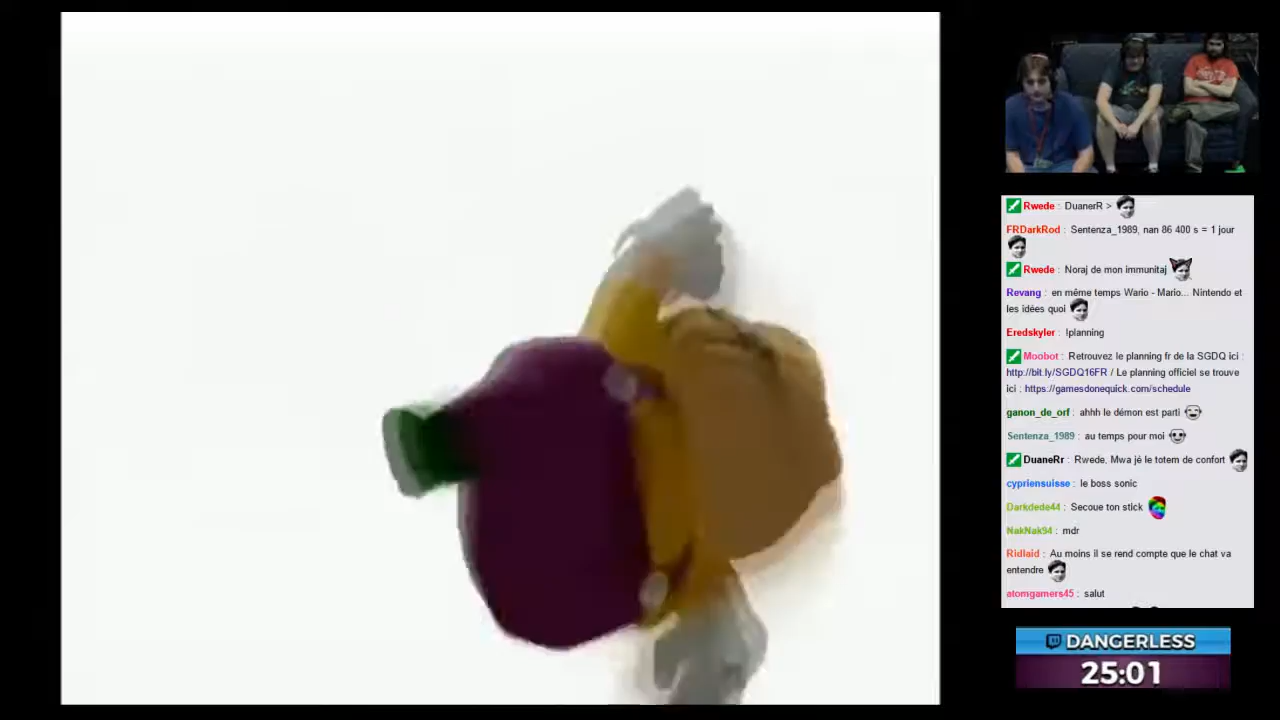 Rwede : DuanerR >
FRDarkRod : Sentenza_1989, nan 86 400 s = 1 jour
Rwede : Noraj de mon immunitaj
Revang : en même temps Wario - Mario... Nintendo et
les idées quoi
Eredskyler : !planning
Moobot : Retrouvez le planning fr de la SGDQ ici :
http://bit.ly/SGDQ16FR / Le planning officiel se trouve
ici : https://gamesdonequick.com/schedule
ganon_de_orf : ahhh le démon est parti
Sentenza_1989 : au temps pour moi
DuaneRr : Rwede, Mwa jé le totem de confort
cypriensuisse : le boss sonic
Darkdede44 : Secoue ton stick
NakNak94 : mdr
Ridlaid : Au moins il se rend compte que le chat va
entendre
atomgamers45 : salut
DANGERLESS
25:01